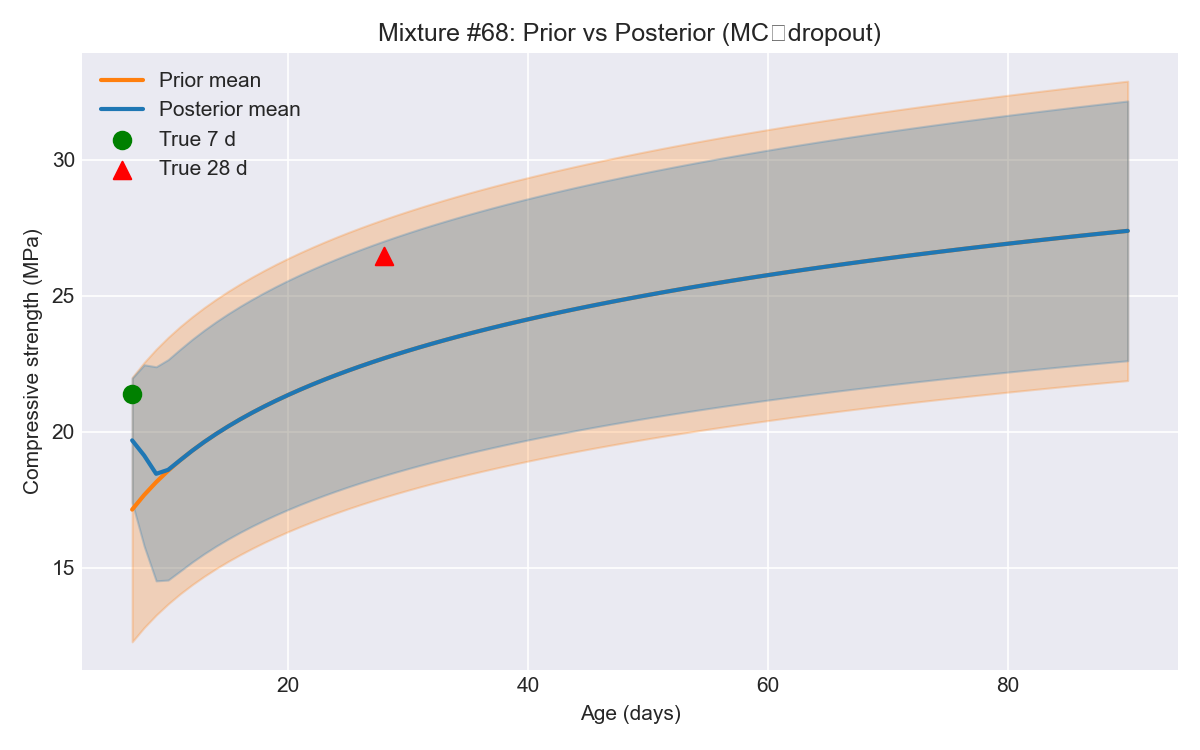 Mixture #68: Prior vs Posterior (MC□dropout)
Prior mean
Posterior mean
True 7 d
True 28 d
30
25
20
15
Compressive strength (MPa)
20
40
60
80
Age (days)